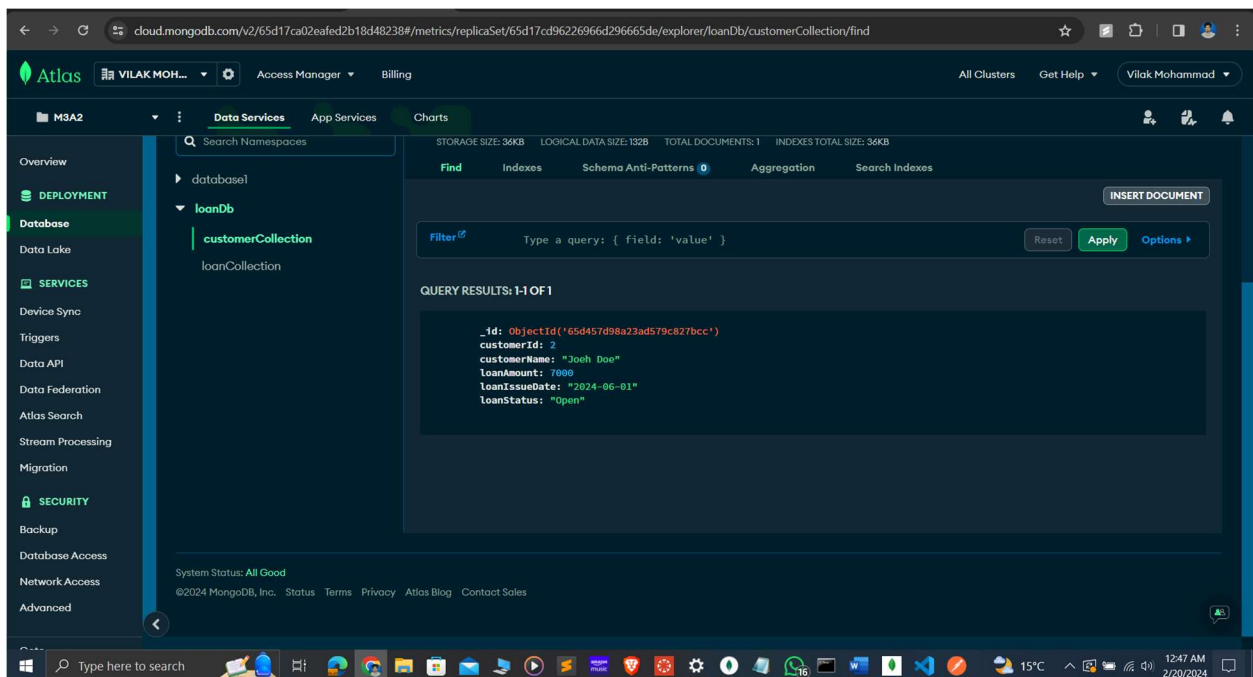 cloud.mongodb.com/v2/65d17ca02eafed2b18d48238#/metrics/replicaSet/65d17cd96226966d296665de/explorer/loanDb/customerCollection/find
Atlas VILAK MOH... Access Manager Billing All Clusters Get Help Vilak Mohammad
M3A2 Data Services App Services Charts
Overview
DEPLOYMENT
Database
Data Lake
SERVICES
Device Sync
Triggers
Data API
Data Federation
Atlas Search
Stream Processing
Migration
SECURITY
Backup
Database Access
Network Access
Advanced
Search Namespaces
database1
loanDb
customerCollection
loanCollection
STORAGE SIZE: 36KB LOGICAL DATA SIZE: 132B TOTAL DOCUMENTS: 1 INDEXES TOTAL SIZE: 36KB
Find Indexes Schema Anti-Patterns 0 Aggregation Search Indexes
INSERT DOCUMENT
Filter Type a query: { field: 'value' } Reset Apply Options
QUERY RESULTS: 1-1 OF 1
_id: ObjectId('65d457d98a23ad579c827bcc')
customerId: 2
customerName: "Joeh Doe"
loanAmount: 7000
loanIssueDate: "2024-06-01"
loanStatus: "Open"
System Status: All Good
©2024 MongoDB, Inc. Status Terms Privacy Atlas Blog Contact Sales
Type here to search 16 15°C 12:47 AM
2/20/2024